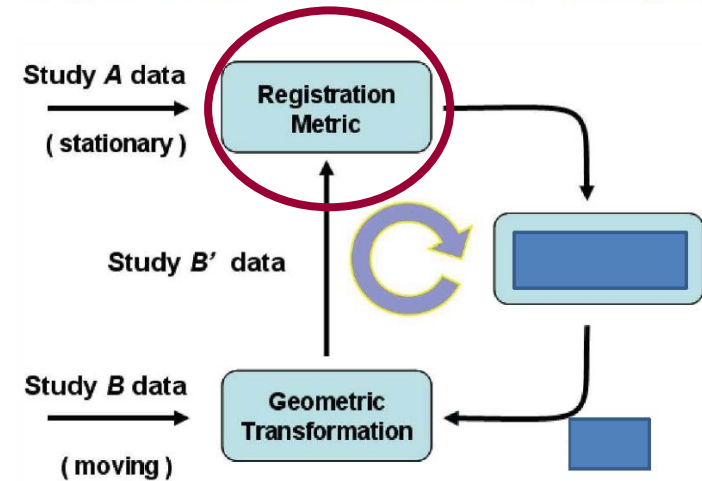 Study A data
( stationary )
Registration
Metric
Study B' data
Study B data
( moving )
Geometric
Transformation